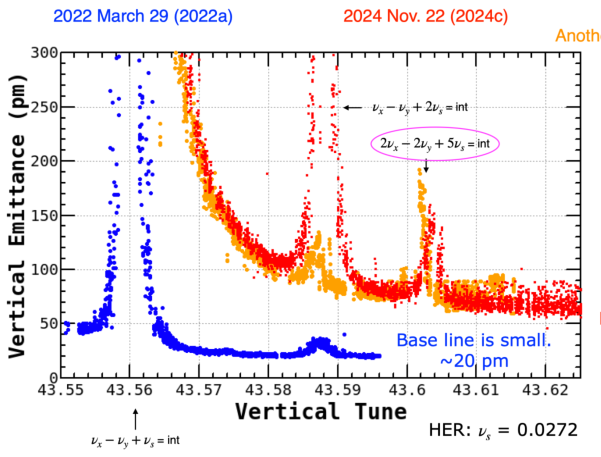 2022 March 29 (2022a)
2024 Nov. 22 (2024c)
Anothe
Vertical Emittance (pm)
300
250
200
150
100
50
0
νx − νy + 2νs = int
2νx − 2νy + 5νs = int
Base line is small.
~20 pm
43.55 43.56 43.57 43.58 43.59 43.6 43.61 43.62
Vertical Tune
νx − νy + νs = int
HER: νs = 0.0272